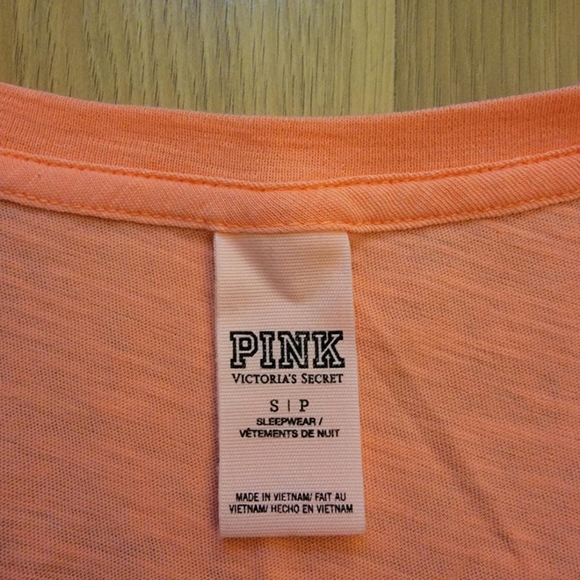 PINK
VICTORIA'S SECRET
S | P
SLEEPWEAR /
VÊTEMENTS DE NUIT
MADE IN VIETNAM/ FAIT AU
VIETNAM/ HECHO EN VIETNAM